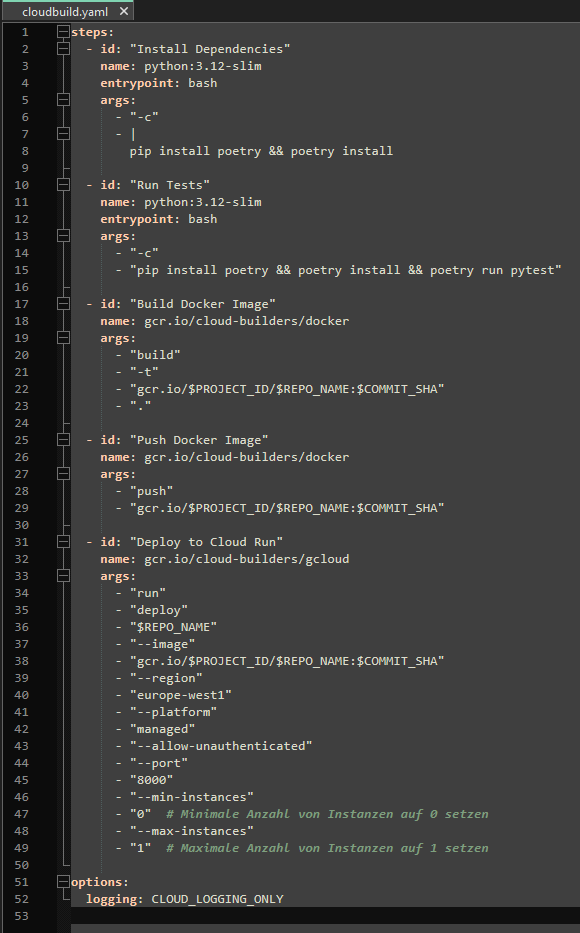 cloudbuild.yaml ✕
1 steps:
2   - id: "Install Dependencies"
3     name: python:3.12-slim
4     entrypoint: bash
5     args:
6       - "-c"
7       - |
8         pip install poetry && poetry install
9
10   - id: "Run Tests"
11     name: python:3.12-slim
12     entrypoint: bash
13     args:
14       - "-c"
15       - "pip install poetry && poetry install && poetry run pytest"
16
17   - id: "Build Docker Image"
18     name: gcr.io/cloud-builders/docker
19     args:
20       - "build"
21       - "-t"
22       - "gcr.io/$PROJECT_ID/$REPO_NAME:$COMMIT_SHA"
23       - "."
24
25   - id: "Push Docker Image"
26     name: gcr.io/cloud-builders/docker
27     args:
28       - "push"
29       - "gcr.io/$PROJECT_ID/$REPO_NAME:$COMMIT_SHA"
30
31   - id: "Deploy to Cloud Run"
32     name: gcr.io/cloud-builders/gcloud
33     args:
34       - "run"
35       - "deploy"
36       - "$REPO_NAME"
37       - "--image"
38       - "gcr.io/$PROJECT_ID/$REPO_NAME:$COMMIT_SHA"
39       - "--region"
40       - "europe-west1"
41       - "--platform"
42       - "managed"
43       - "--allow-unauthenticated"
44       - "--port"
45       - "8000"
46       - "--min-instances"
47       - "0"  # Minimale Anzahl von Instanzen auf 0 setzen
48       - "--max-instances"
49       - "1"  # Maximale Anzahl von Instanzen auf 1 setzen
50
51 options:
52   logging: CLOUD_LOGGING_ONLY
53